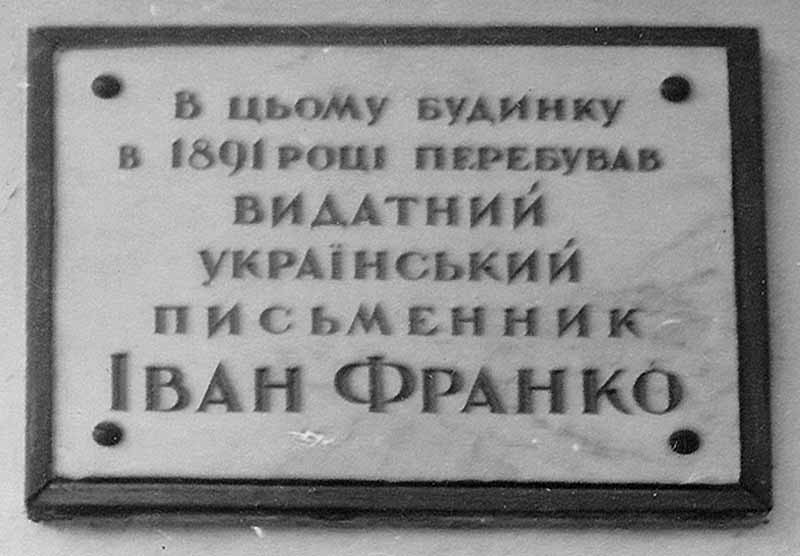 В ЦЬОМУ БУДИНКУ
В 1891 РОЦІ ПЕРЕБУВАВ
ВИДАТНИЙ
УКРАЇНСЬКИЙ
ПИСЬМЕННИК
ІВАН ФРАНКО